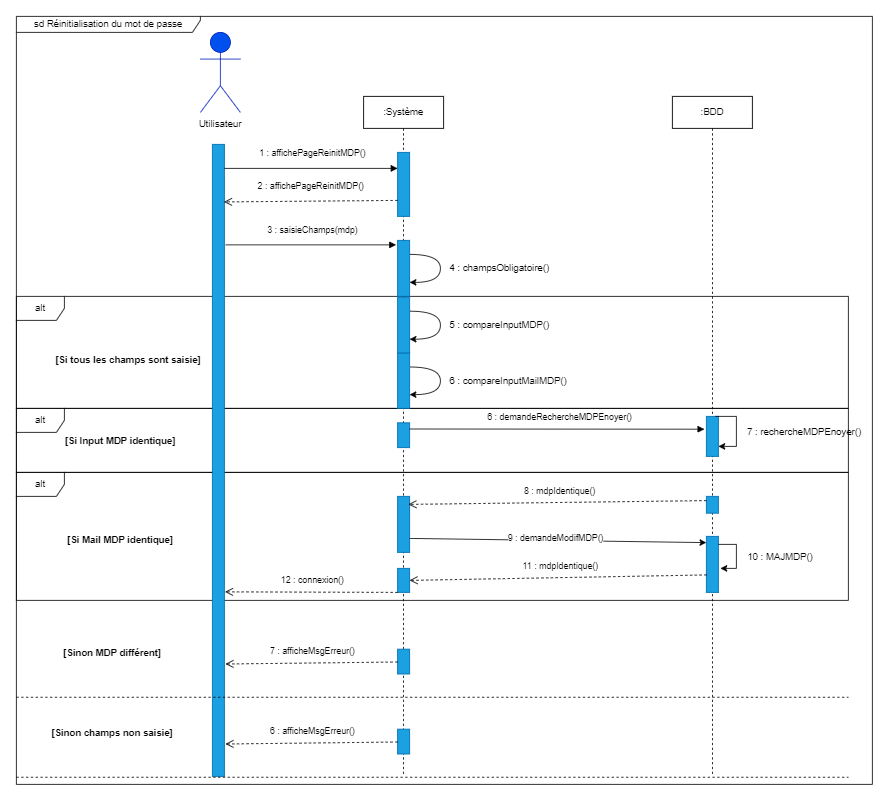 sd Réinitialisation du mot de passe
Utilisateur
:Système
:BDD
1 : affichePageReinitMDP()
2 : affichePageReinitMDP()
3 : saisieChamps(mdp)
4 : champsObligatoire()
alt
5 : compareInputMDP()
[Si tous les champs sont saisie]
6 : compareInputMailMDP()
alt
6 : demandeRechercheMDPEnoyer()
7 : rechercheMDPEnoyer()
[Si Input MDP identique]
alt
8 : mdpIdentique()
[Si Mail MDP identique]
9 : demandeModifMDP()
10 : MAJMDP()
11 : mdpIdentique()
12 : connexion()
[Sinon MDP différent]
7 : afficheMsgErreur()
[Sinon champs non saisie]
6 : afficheMsgErreur()